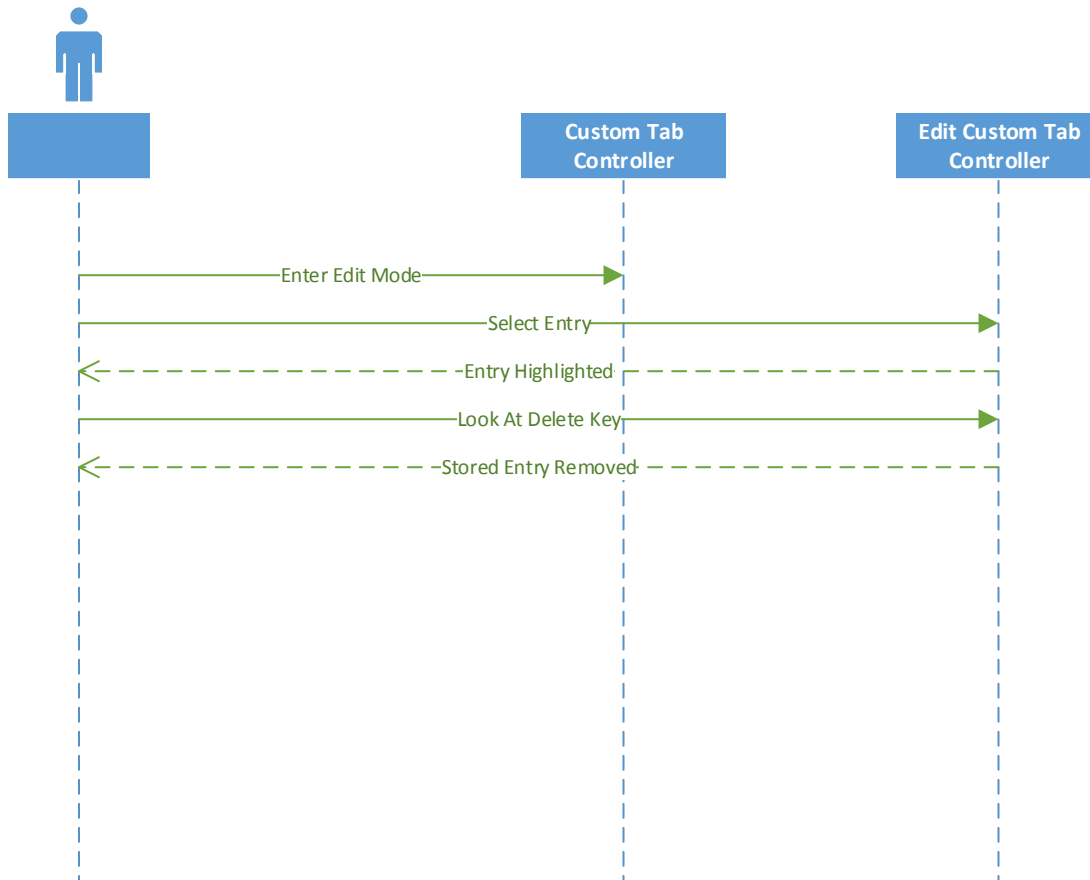 Custom Tab
Controller
Edit Custom Tab
Controller
Enter Edit Mode
Select Entry
Entry Highlighted
Look At Delete Key
Stored Entry Removed